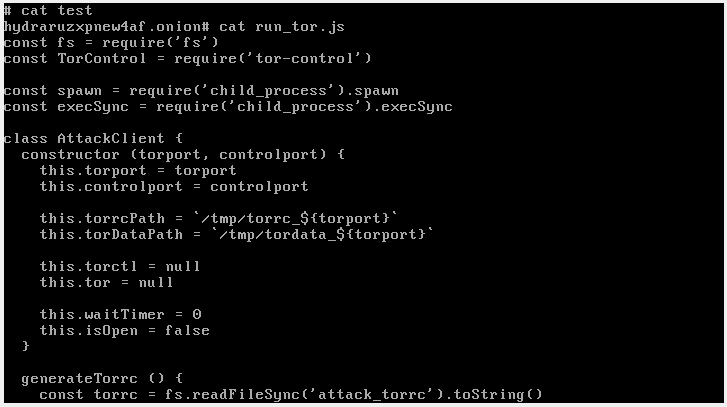 # cat test
hydraruzxpnew4af.onion# cat run_tor.js
const fs = require('fs')
const TorControl = require('tor-control')
const spawn = require('child_process').spawn
const execSync = require('child_process').execSync
class AttackClient {
constructor (torport, controlport) {
this.torport = torport
this.controlport = controlport
this.torrcPath = `/tmp/torrc_${torport}`
this.torDataPath = `/tmp/tordata_${torport}`
this.torctl = null
this.tor = null
this.waitTimer = 0
this.isOpen = false
}
generateTorrc () {
const torrc = fs.readFileSync('attack_torrc').toString()